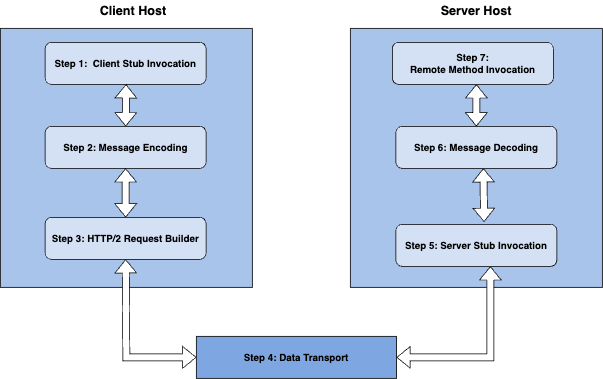 Client Host
Server Host
Step 1: Client Stub Invocation
Step 2: Message Encoding
Step 3: HTTP/2 Request Builder
Step 4: Data Transport
Step 7:
Remote Method Invocation
Step 6: Message Decoding
Step 5: Server Stub Invocation